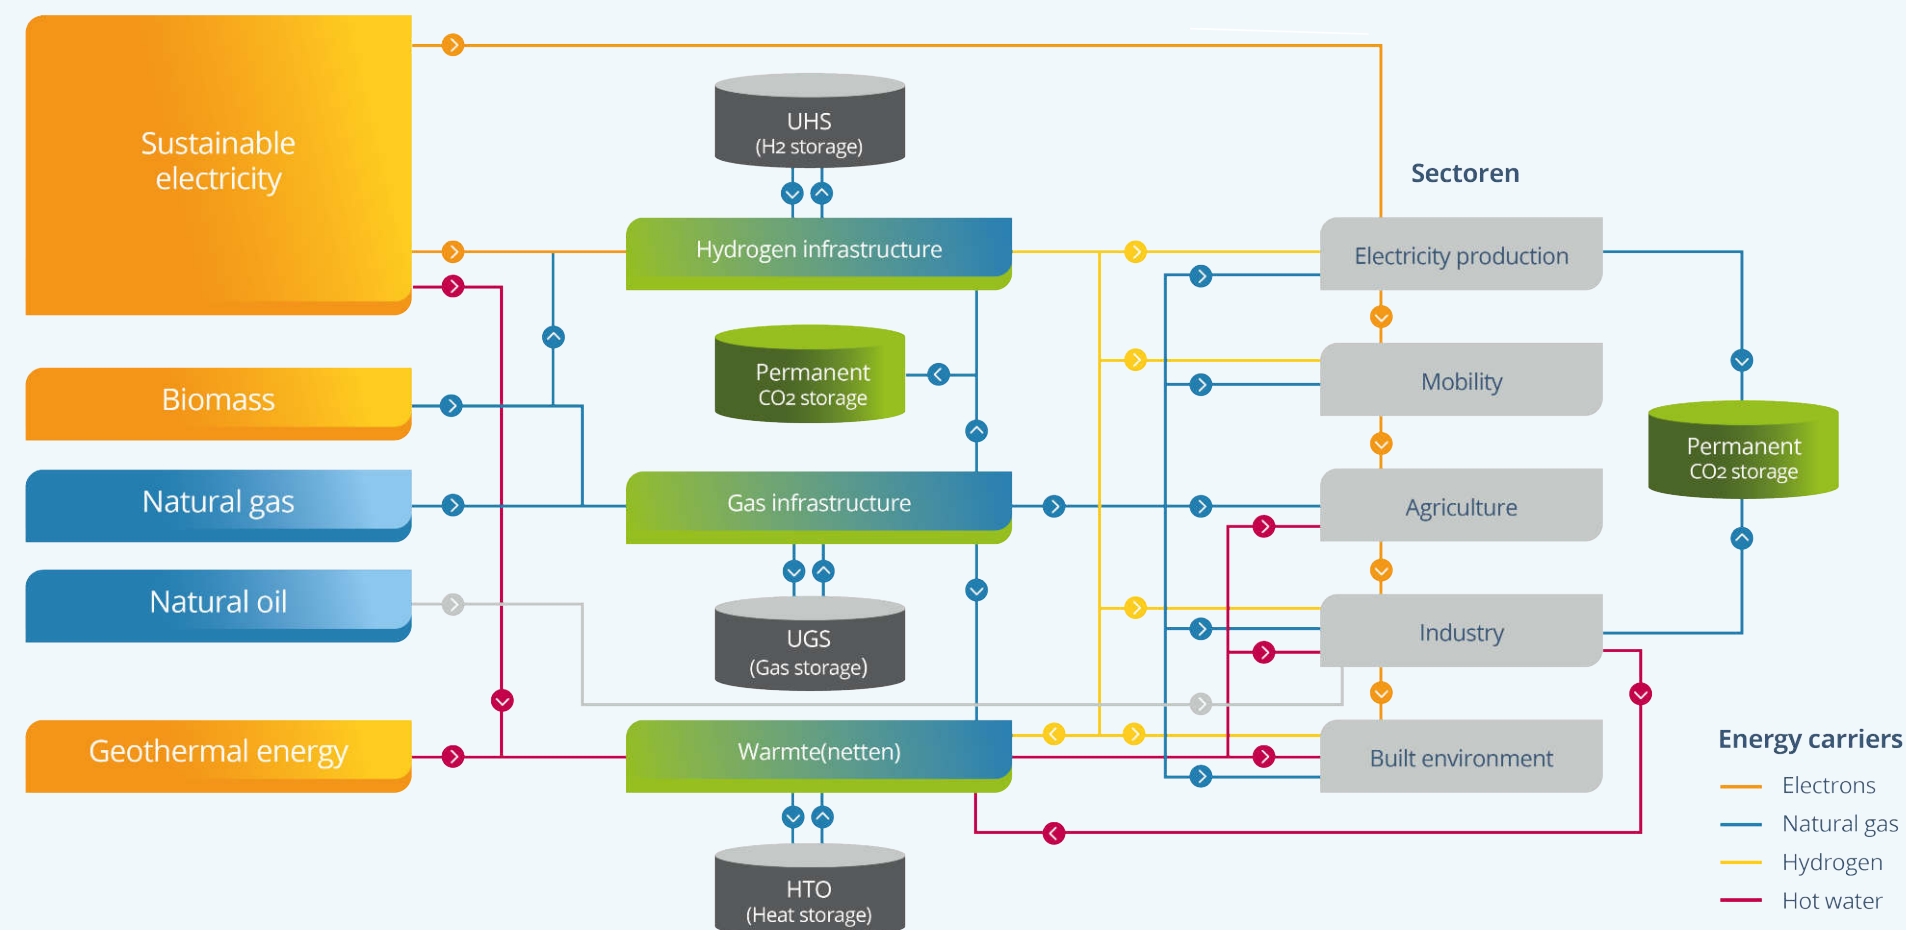 Sustainable
electricity
Biomass
Natural gas
Natural oil
Geothermal energy
UHS
(H2 storage)
Hydrogen infrastructure
Permanent
CO2 storage
Gas infrastructure
UGS
(Gas storage)
Warmte(netten)
HTO
(Heat storage)
Sectoren
Electricity production
Mobility
Agriculture
Industry
Built environment
Permanent
CO2 storage
Energy carriers
Electrons
Natural gas
Hydrogen
Hot water